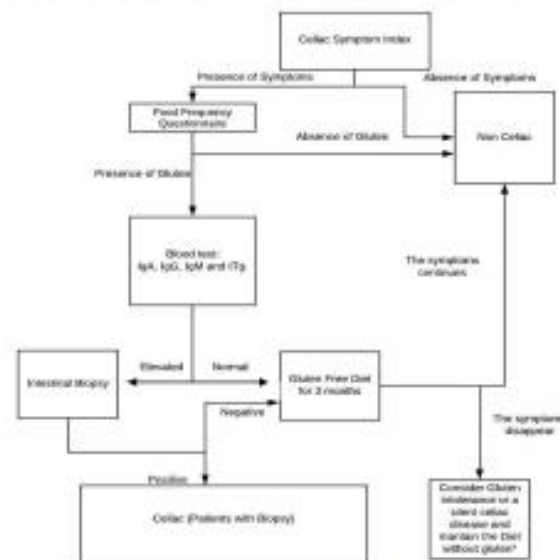 Celiac Symptom Index
Presence of Symptoms
Absence of Symptoms
Food Frequency
Questionnaire
Non Celiac
Absence of Gluten
Presence of Gluten
Blood test:
IgA, IgG, IgM and tTg.
The symptoms
continues
Intestinal Biopsy
Elevated
Normal
Gluten Free Diet
for 3 months
Negative
The symptoms
disappear
Positive
Celiac (Patients with Biopsy)
Consider Gluten
intolerance or a
silent celiac
disease and
mantain the Diet
without gluten?